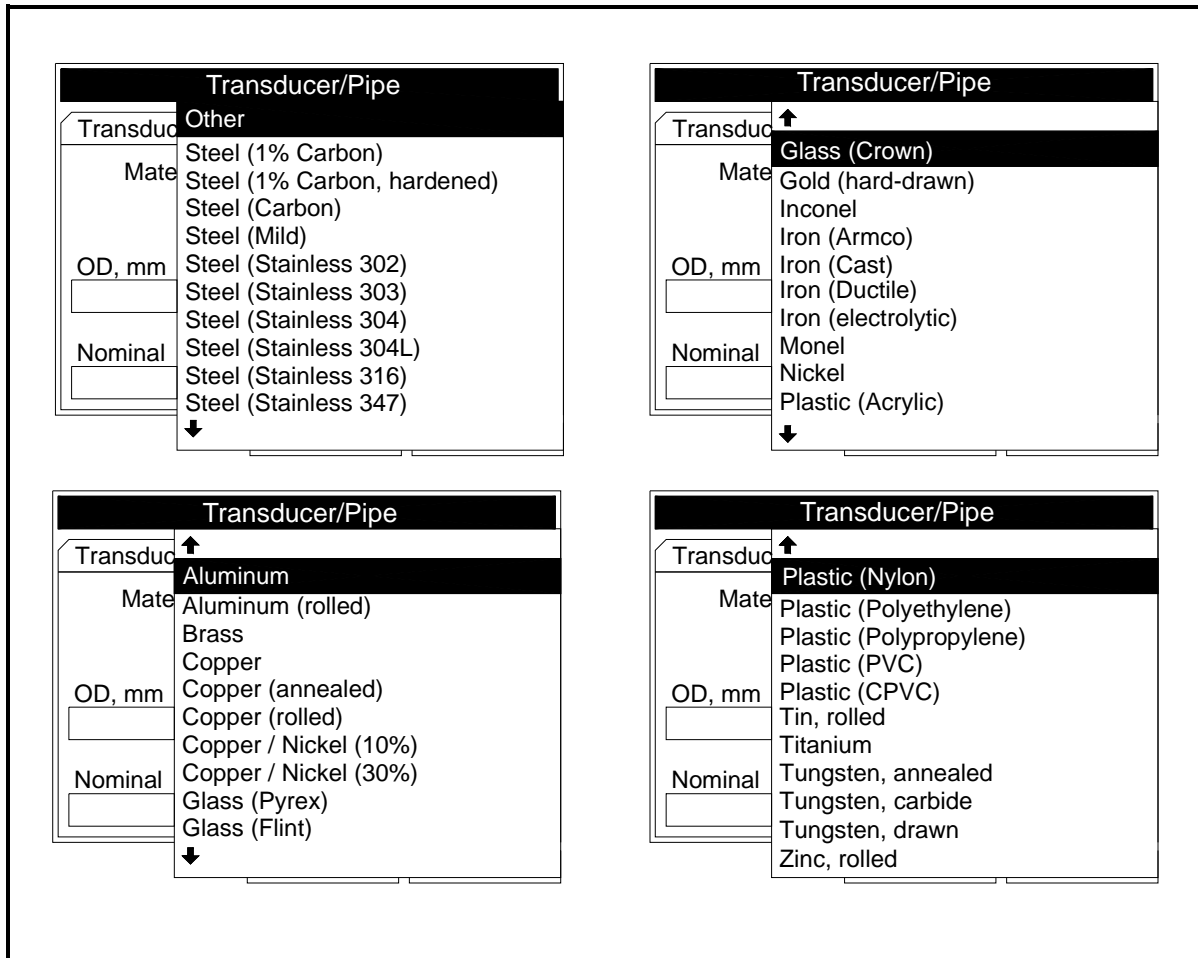 Transducer/Pipe
Other
Transduc
Steel (1% Carbon)
Mate
Steel (1% Carbon, hardened)
Steel (Carbon)
Steel (Mild)
OD, mm
Steel (Stainless 302)
Steel (Stainless 303)
Steel (Stainless 304)
Nominal
Steel (Stainless 304L)
Steel (Stainless 316)
Steel (Stainless 347)
Transducer/Pipe
Transduc
Glass (Crown)
Mate
Gold (hard-drawn)
Inconel
Iron (Armco)
OD, mm
Iron (Cast)
Iron (Ductile)
Iron (electrolytic)
Nominal
Monel
Nickel
Plastic (Acrylic)
Transducer/Pipe
Transduc
Aluminum
Mate
Aluminum (rolled)
Brass
Copper
OD, mm
Copper (annealed)
Copper (rolled)
Copper / Nickel (10%)
Nominal
Copper / Nickel (30%)
Glass (Pyrex)
Glass (Flint)
Transducer/Pipe
Transduc
Plastic (Nylon)
Mate
Plastic (Polyethylene)
Plastic (Polypropylene)
Plastic (PVC)
OD, mm
Plastic (CPVC)
Tin, rolled
Titanium
Nominal
Tungsten, annealed
Tungsten, carbide
Tungsten, drawn
Zinc, rolled